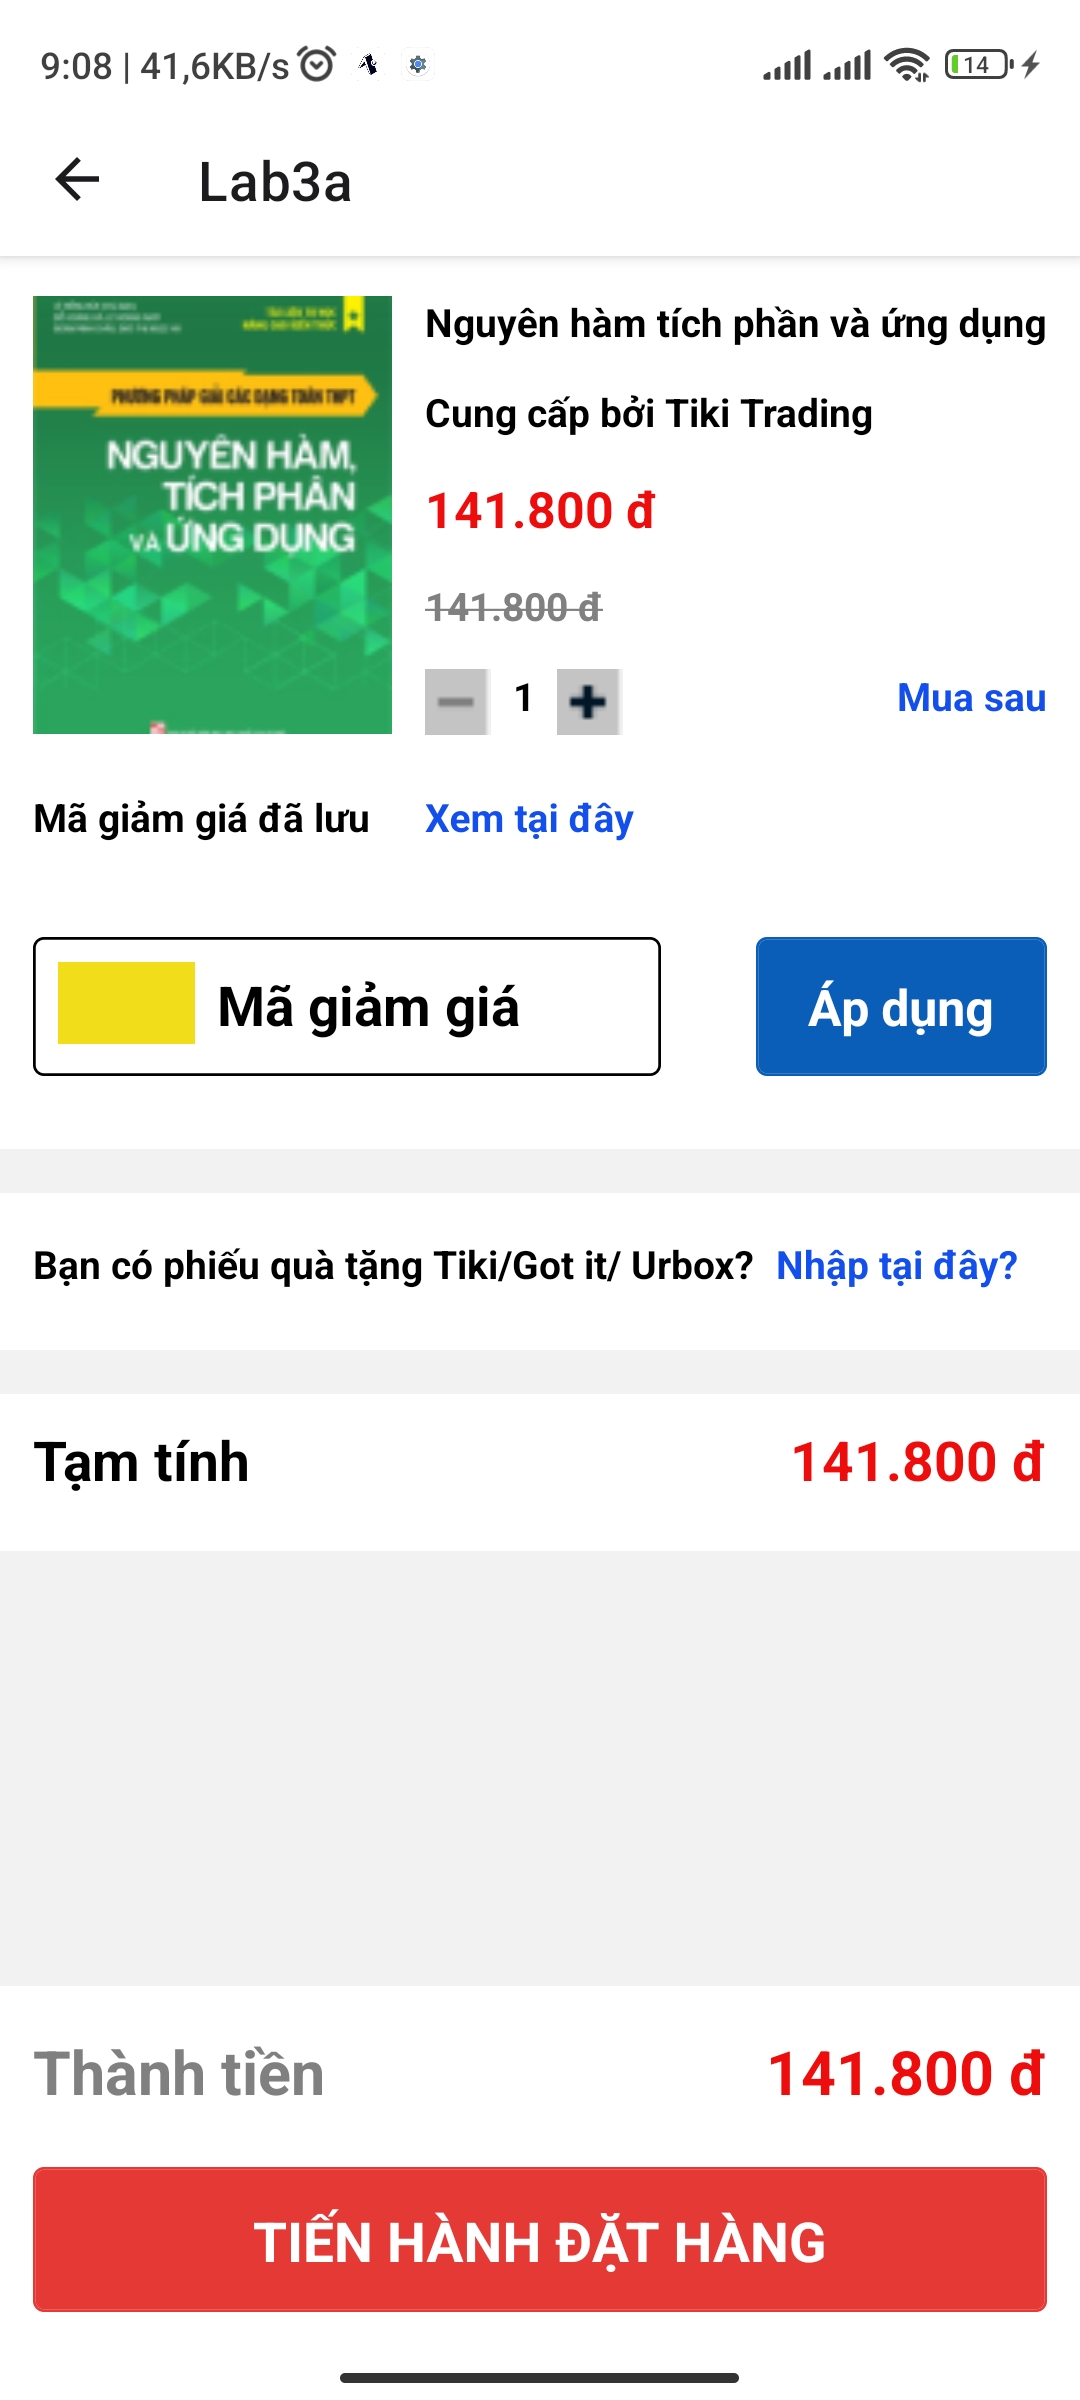 9:08 | 41,6KB/s
14
Lab3a
PHƯƠNG PHÁP GIẢI CÁC DẠNG TOÁN THPT
NGUYÊN HÀM,
TÍCH PHÂN
VÀ ỨNG DỤNG
Nguyên hàm tích phần và ứng dụng
Cung cấp bởi Tiki Trading
141.800 đ
141.800 đ
1
Mua sau
Mã giảm giá đã lưu Xem tại đây
Mã giảm giá
Áp dụng
Bạn có phiếu quà tặng Tiki/Got it/ Urbox? Nhập tại đây?
Tạm tính 141.800 đ
Thành tiền 141.800 đ
TIẾN HÀNH ĐẶT HÀNG